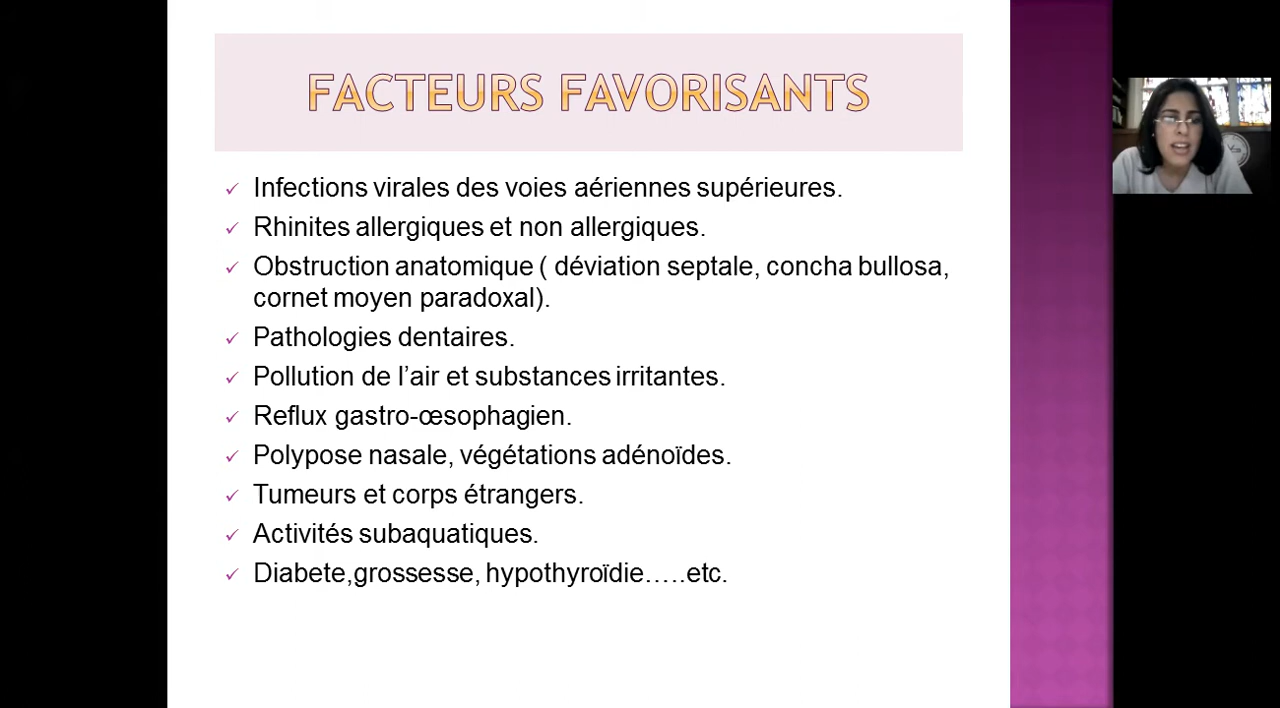 FACTEURS FAVORISANTS
✓ Infections virales des voies aériennes supérieures.
✓ Rhinites allergiques et non allergiques.
✓ Obstruction anatomique ( déviation septale, concha bullosa,
cornet moyen paradoxal).
✓ Pathologies dentaires.
✓ Pollution de l’air et substances irritantes.
✓ Reflux gastro-œsophagien.
✓ Polypose nasale, végétations adénoïdes.
✓ Tumeurs et corps étrangers.
✓ Activités subaquatiques.
✓ Diabete,grossesse, hypothyroïdie…..etc.